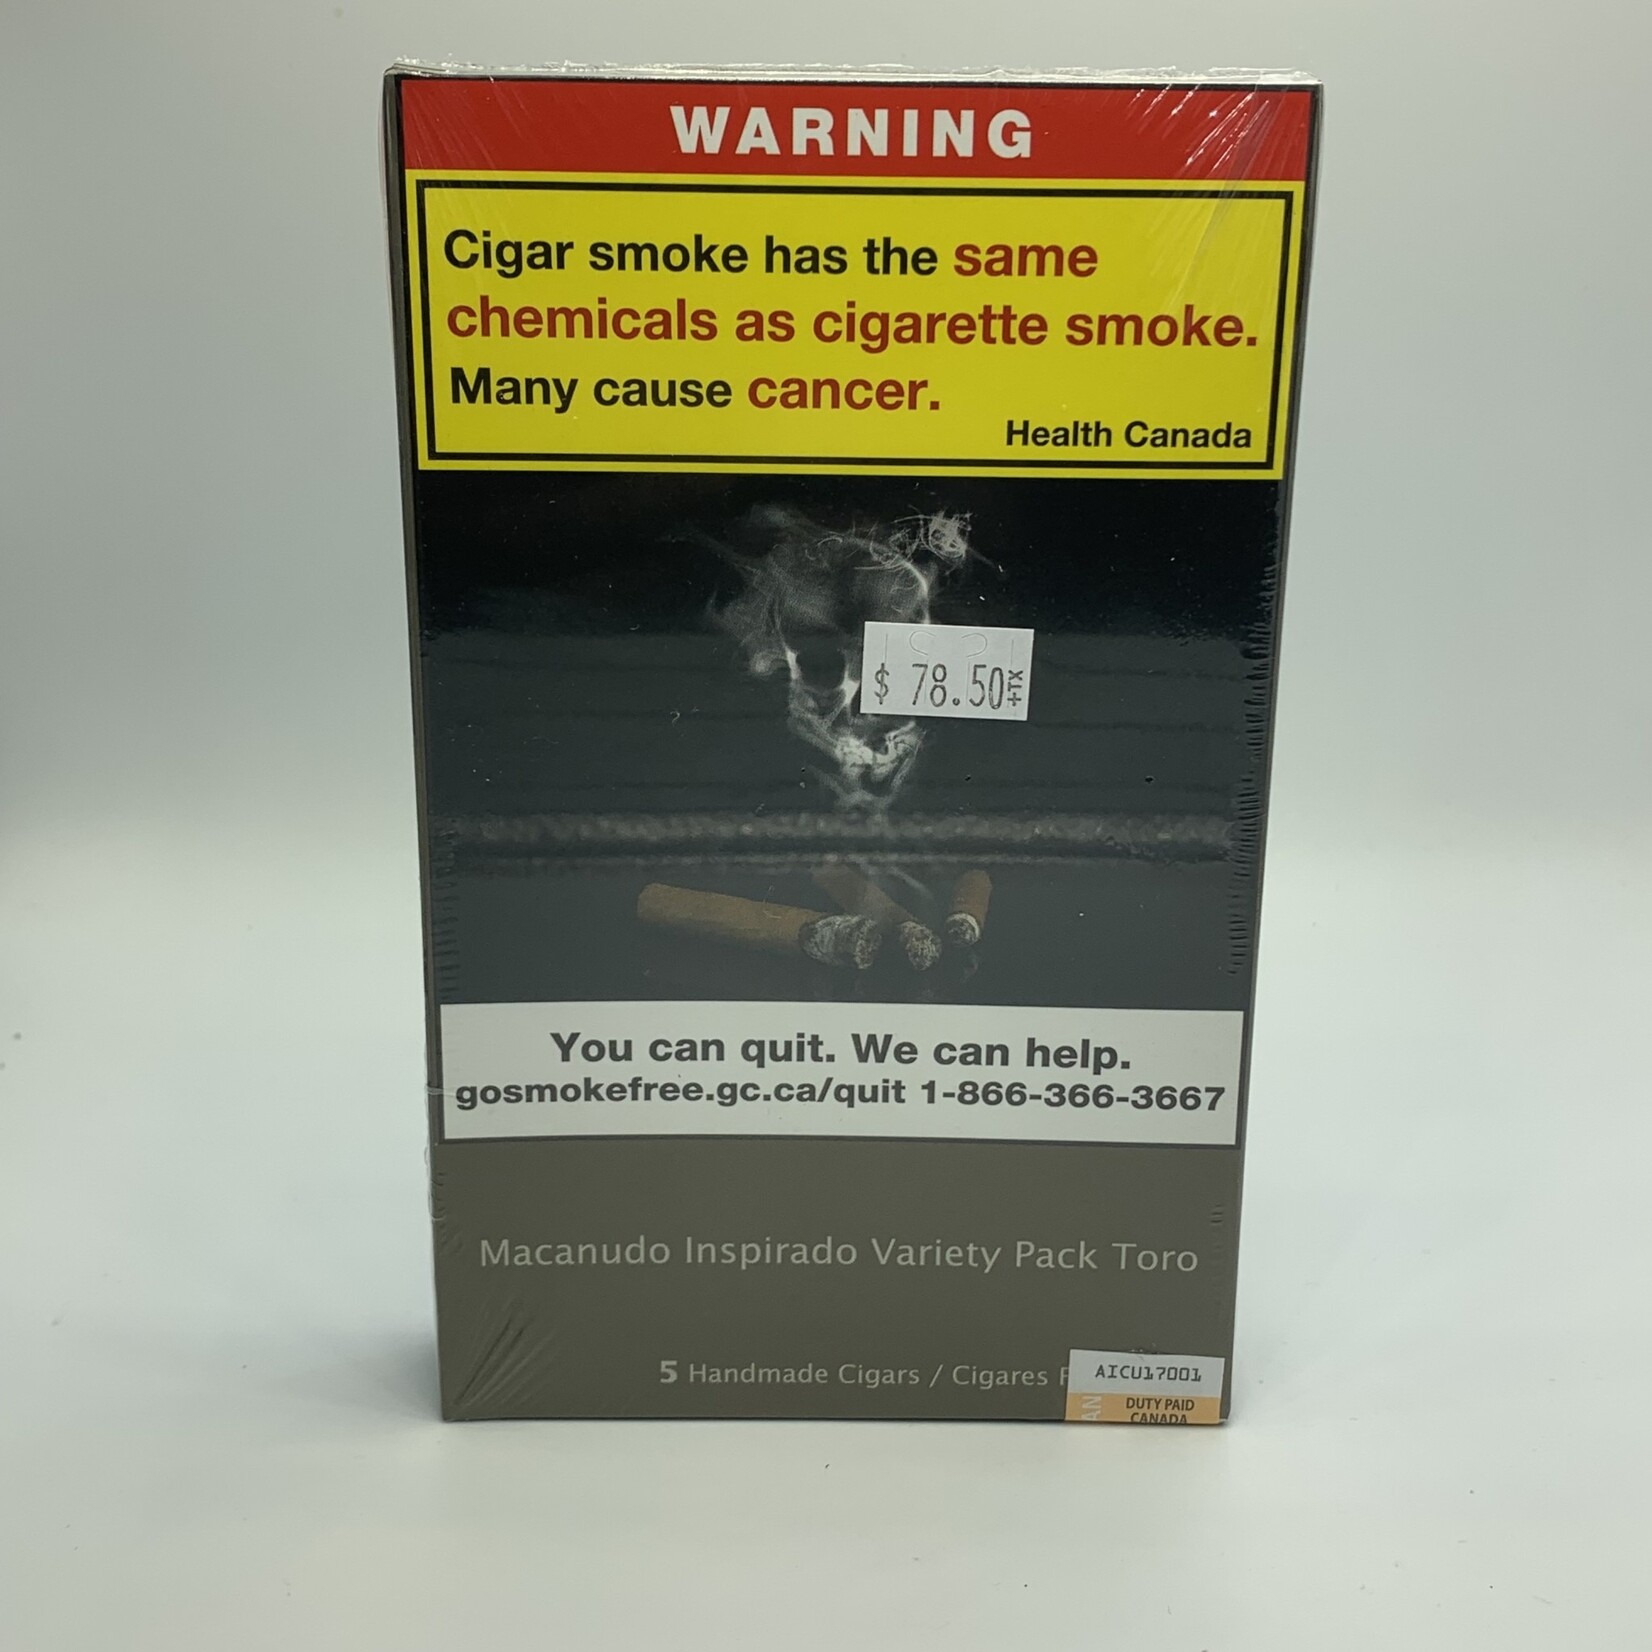 WARNING
Cigar smoke has the same
chemicals as cigarette smoke.
Many cause cancer.
Health Canada
$ 78.50+TX
You can quit. We can help.
gosmokefree.gc.ca/quit 1-866-366-3667
Macanudo Inspirado Variety Pack Toro
5 Handmade Cigars / Cigares
AICU17001
DUTY PAID
CANADA